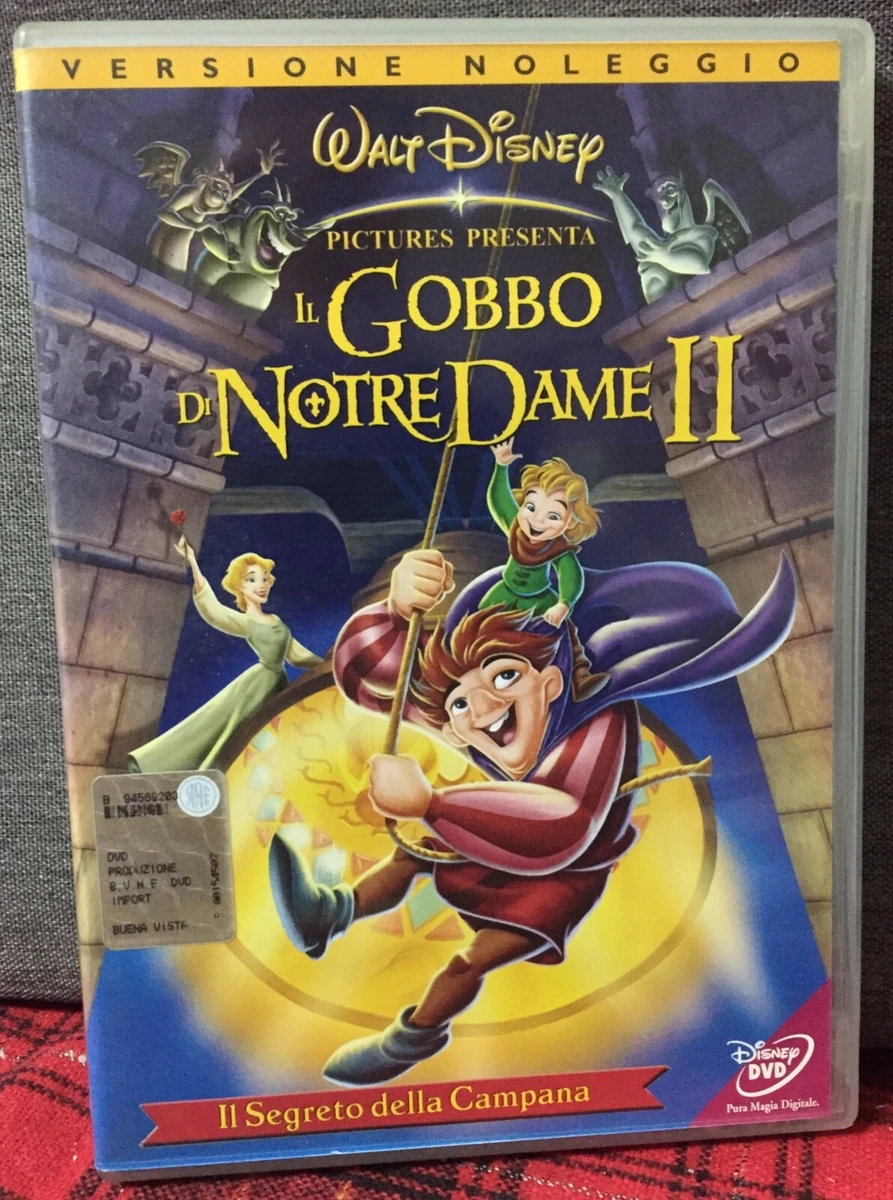 VERSIONE NOLEGGIO
WALT DISNEY
PICTURES PRESENTA
IL GOBBO
DI NOTRE DAME II
B 94569203
DVD
PRODUZIONE
B.V.H.E DVD
IMPORT
BUENA VISTA
Il Segreto della Campana
DISNEY
DVD
Pura Magia Digitale.